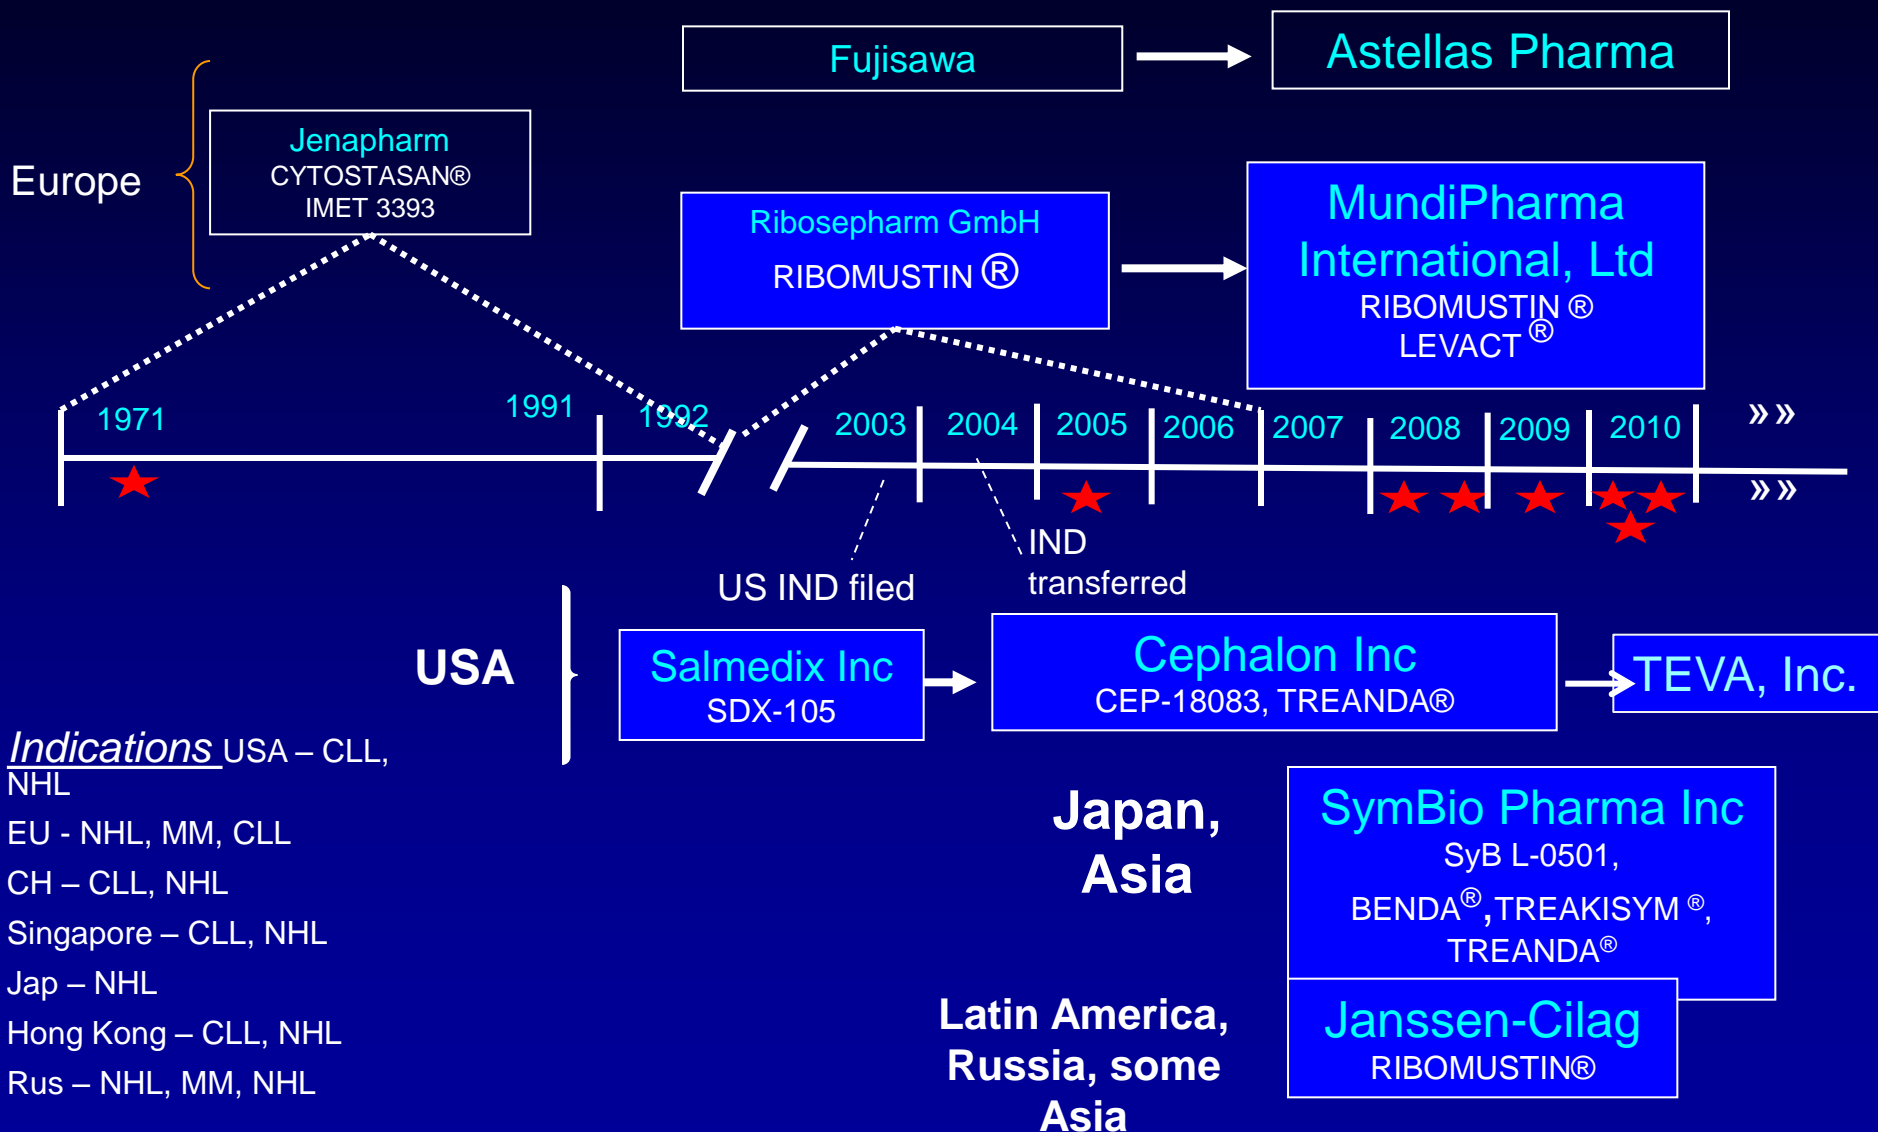 Fujisawa
Astellas Pharma
Europe
Jenapharm
CYTOSTASAN®
IMET 3393
Ribosepharm GmbH
RIBOMUSTIN ®
MundiPharma
International, Ltd
RIBOMUSTIN ®
LEVACT ®
1971
1991
1992
2003
2004
2005
2006
2007
2008
2009
2010
»»
»»
US IND filed
IND
transferred
USA
Salmedix Inc
SDX-105
Cephalon Inc
CEP-18083, TREANDA®
TEVA, Inc.
Indications USA – CLL,
NHL
EU - NHL, MM, CLL
CH – CLL, NHL
Singapore – CLL, NHL
Jap – NHL
Hong Kong – CLL, NHL
Rus – NHL, MM, NHL
Japan,
Asia
SymBio Pharma Inc
SyB L-0501,
BENDA®,TREAKISYM ®,
TREANDA®
Latin America,
Russia, some
Asia
Janssen-Cilag
RIBOMUSTIN®